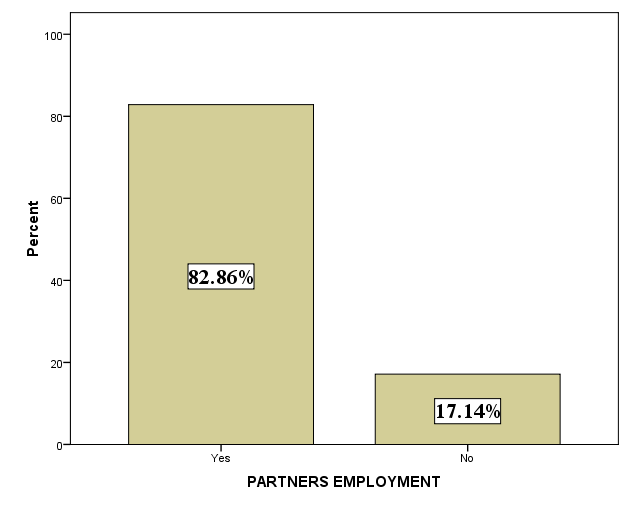 100
80
60
40
20
0
Percent
82.86%
17.14%
Yes
No
PARTNERS EMPLOYMENT